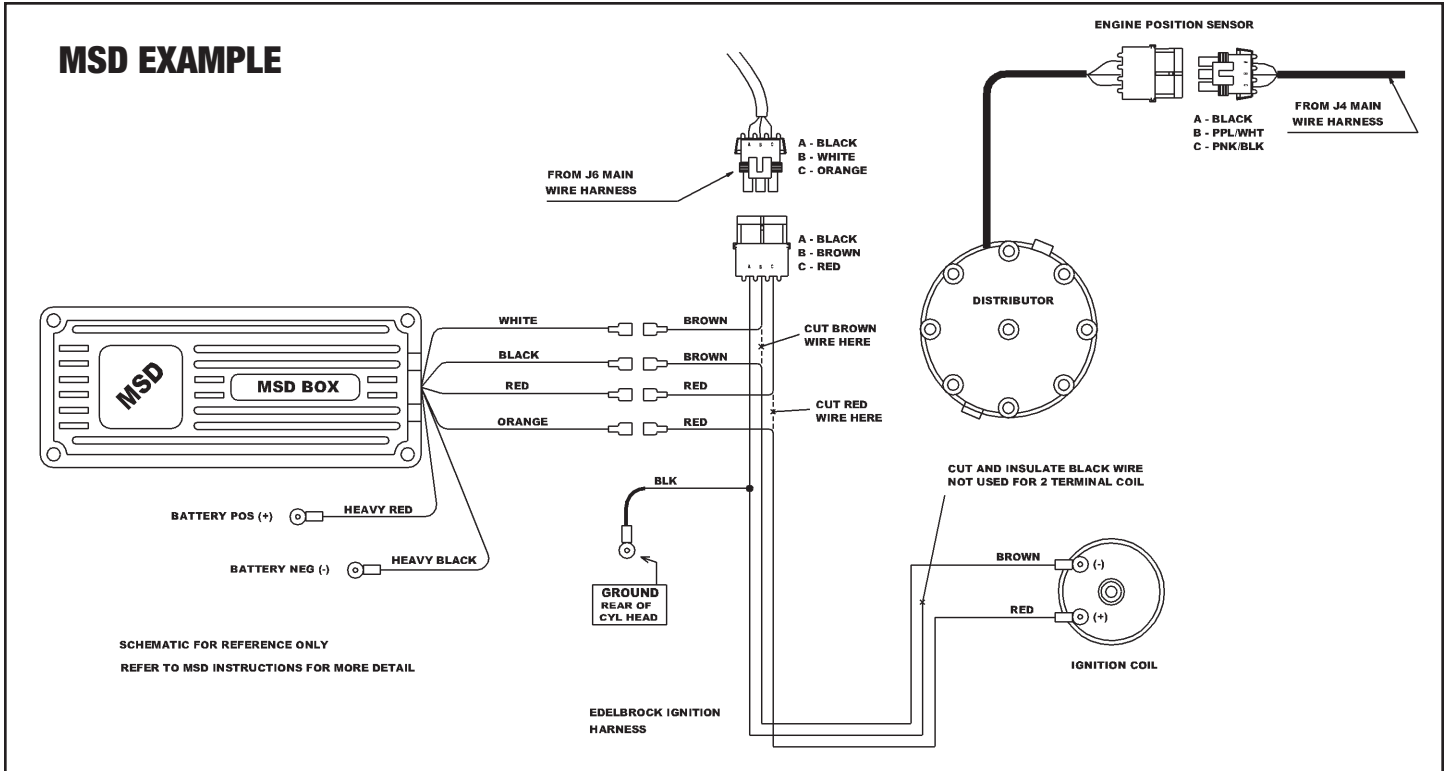 MSD EXAMPLE
ENGINE POSITION SENSOR
FROM J4 MAIN
WIRE HARNESS
A - BLACK
B - PPL/WHT
C - PNK/BLK
A B C
A B C
A - BLACK
B - WHITE
C - ORANGE
FROM J6 MAIN
WIRE HARNESS
A - BLACK
B - BROWN
C - RED
A B C
DISTRIBUTOR
MSD
MSD BOX
WHITE
BROWN
BLACK
BROWN
RED
RED
ORANGE
RED
CUT BROWN
WIRE HERE
CUT RED
WIRE HERE
BLK
CUT AND INSULATE BLACK WIRE
NOT USED FOR 2 TERMINAL COIL
BATTERY POS (+)
HEAVY RED
BATTERY NEG (-)
HEAVY BLACK
GROUND
REAR OF
CYL HEAD
BROWN
(-)
RED
(+)
IGNITION COIL
SCHEMATIC FOR REFERENCE ONLY
REFER TO MSD INSTRUCTIONS FOR MORE DETAIL
EDELBROCK IGNITION
HARNESS